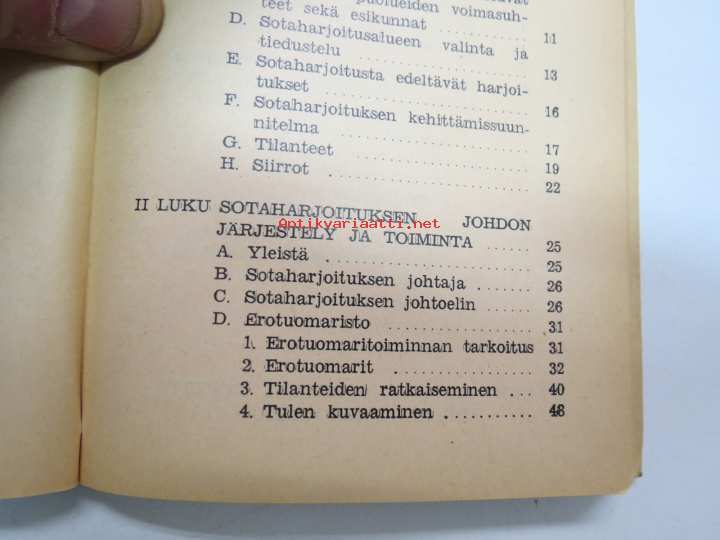 puolueiden voimasuh-
teet sekä esikunnat ........ 11
D. Sotaharjoitusalueen valinta ja
tiedustelu .............. 13
E. Sotaharjoitusta edeltävät harjoi-
tukset .............. 16
F. Sotaharjoituksen kehittämissuun-
nitelma .............. 17
G. Tilanteet .............. 19
H. Siirrot .............. 22
II LUKU SOTAHARJOITUKSEN JOHDON
Antikvariaatti.net
JÄRJESTELY JA TOIMINTA ...... 25
A. Yleistä .............. 25
B. Sotaharjoituksen johtaja ...... 26
C. Sotaharjoituksen johtoelin .... 26
D. Erotuomaristo .............. 31
1. Erotuomaritoiminnan tarkoitus 31
2. Erotuomarit .............. 32
3. Tilanteiden ratkaiseminen ... 40
4. Tulen kuvaaminen ........... 48